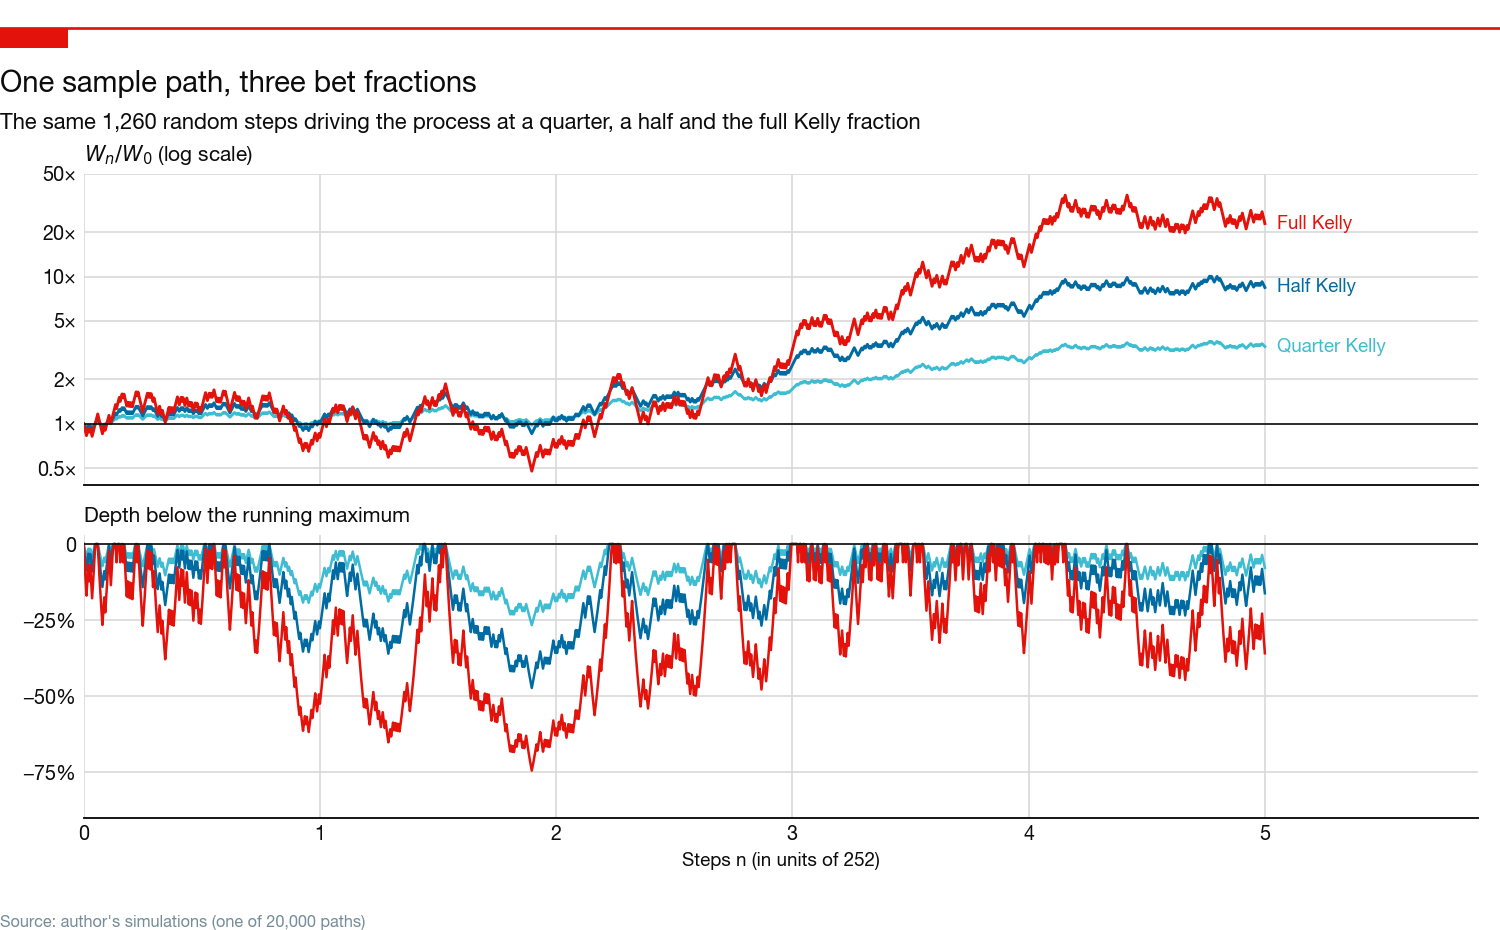 One sample path, three bet fractions
The same 1,260 random steps driving the process at a quarter, a half and the full Kelly fraction
Wn/W0 (log scale)
50×
20×
10×
5×
2×
1×
0.5×
Full Kelly
Half Kelly
Quarter Kelly
Depth below the running maximum
0
–25%
–50%
–75%
0 1 2 3 4 5
Steps n (in units of 252)
Source: author's simulations (one of 20,000 paths)